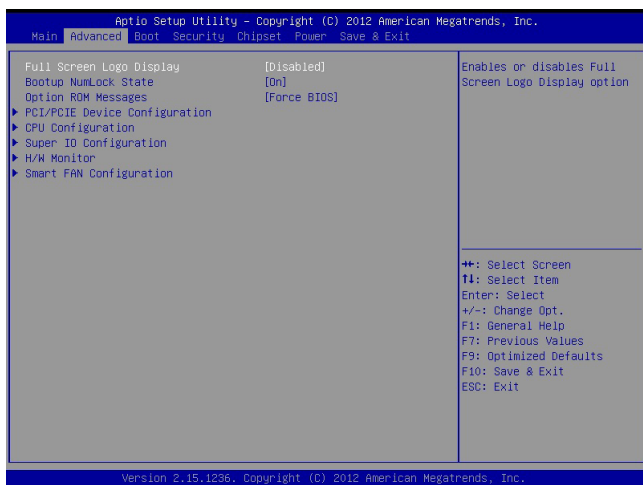 Aptio Setup Utility – Copyright (C) 2012 American Megatrends, Inc.
Main Advanced Boot Security Chipset Power Save & Exit
Full Screen Logo Display [Disabled]
Bootup NumLock State [On]
Option ROM Messages [Force BIOS]
▶ PCI/PCIE Device Configuration
▶ CPU Configuration
▶ Super IO Configuration
▶ H/W Monitor
▶ Smart FAN Configuration
Enables or disables Full
Screen Logo Display option
→←: Select Screen
↑↓: Select Item
Enter: Select
+/-: Change Opt.
F1: General Help
F7: Previous Values
F9: Optimized Defaults
F10: Save & Exit
ESC: Exit
Version 2.15.1236. Copyright (C) 2012 American Megatrends, Inc.